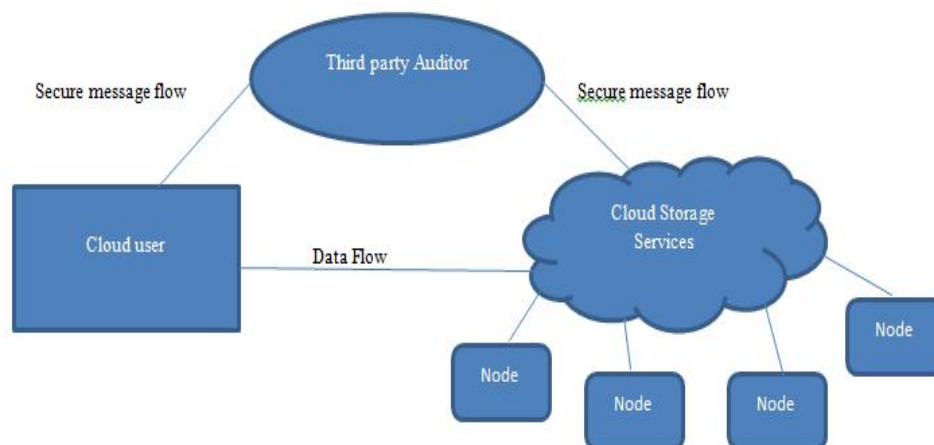 Third party Auditor
Secure message flow
Secure message flow
Cloud Storage
Services
Cloud user
Data Flow
Node
Node
Node
Node